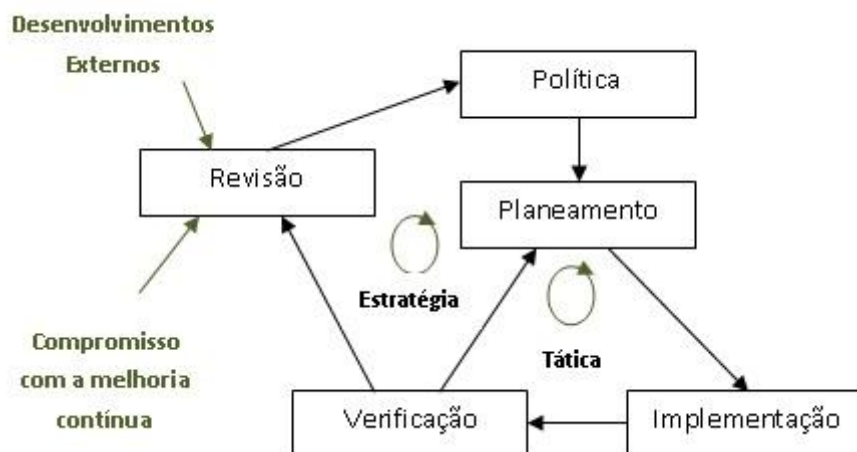 Desenvolvimentos
Externos
Política
Revisão
Planeamento
Estratégia
Tática
Compromisso
com a melhoria
contínua
Verificação
Implementação